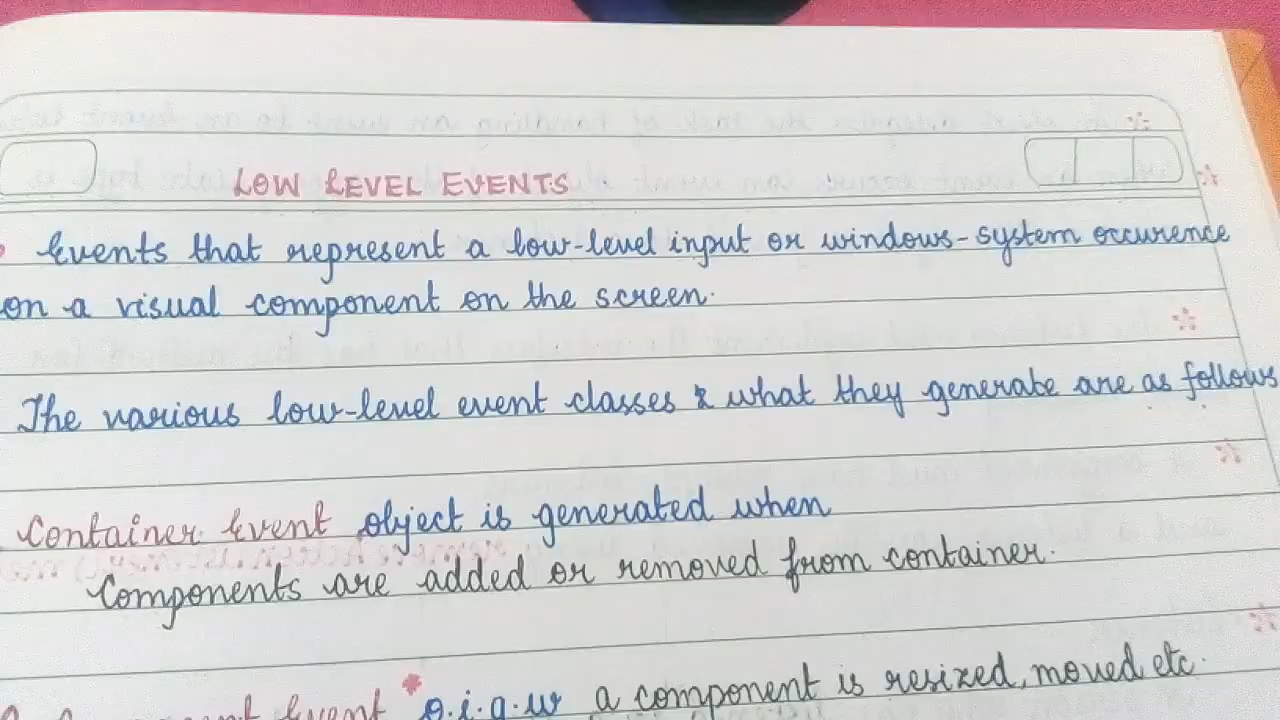 LOW LEVEL EVENTS
Events that represent a low-level input or windows-system occurence
on a visual component on the screen.
The various low-level event classes & what they generate are as follows
Container Event object is generated when
Components are added or removed from container.
Event * o.i.g.w a component is resized, moved etc.